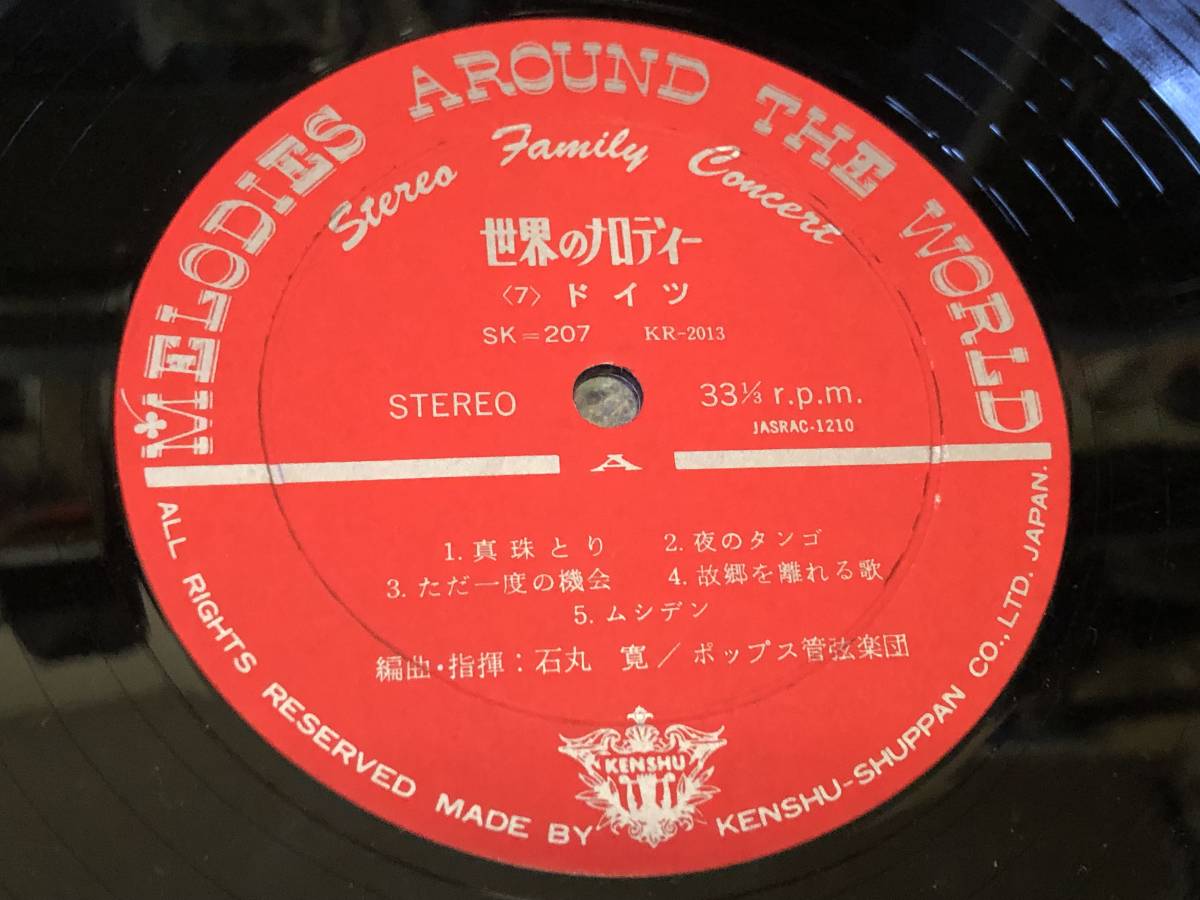 MELODIES AROUND THE WORLD
Stereo Family Concert
世界のメロディー
〈7〉ドイツ
SK=207 KR-2013
STEREO 33⅓ r.p.m.
JASRAC-1210
A
1. 真珠とり 2. 夜のタンゴ
3. ただ一度の機会 4. 故郷を離れる歌
5. ムシデン
編曲・指揮：石丸 寛／ポップス管弦楽団
KENSHU
ALL RIGHTS RESERVED MADE BY KENSHU-SHUPPAN CO., LTD. JAPAN.